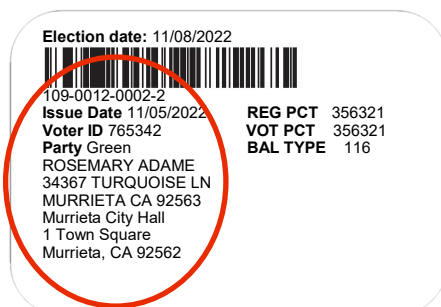 Election date: 11/08/2022
109-0012-0002-2
Issue Date 11/05/2022 REG PCT 356321
Voter ID 765342 VOT PCT 356321
Party Green BAL TYPE 116
ROSEMARY ADAME
34367 TURQUOISE LN
MURRIETA CA 92563
Murrieta City Hall
1 Town Square
Murrieta, CA 92562